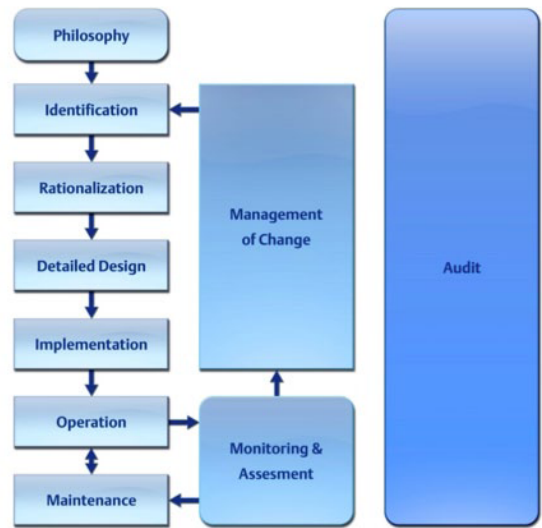 Philosophy
Identification
Rationalization
Detailed Design
Implementation
Operation
Maintenance
Management
of Change
Monitoring &
Assesment
Audit